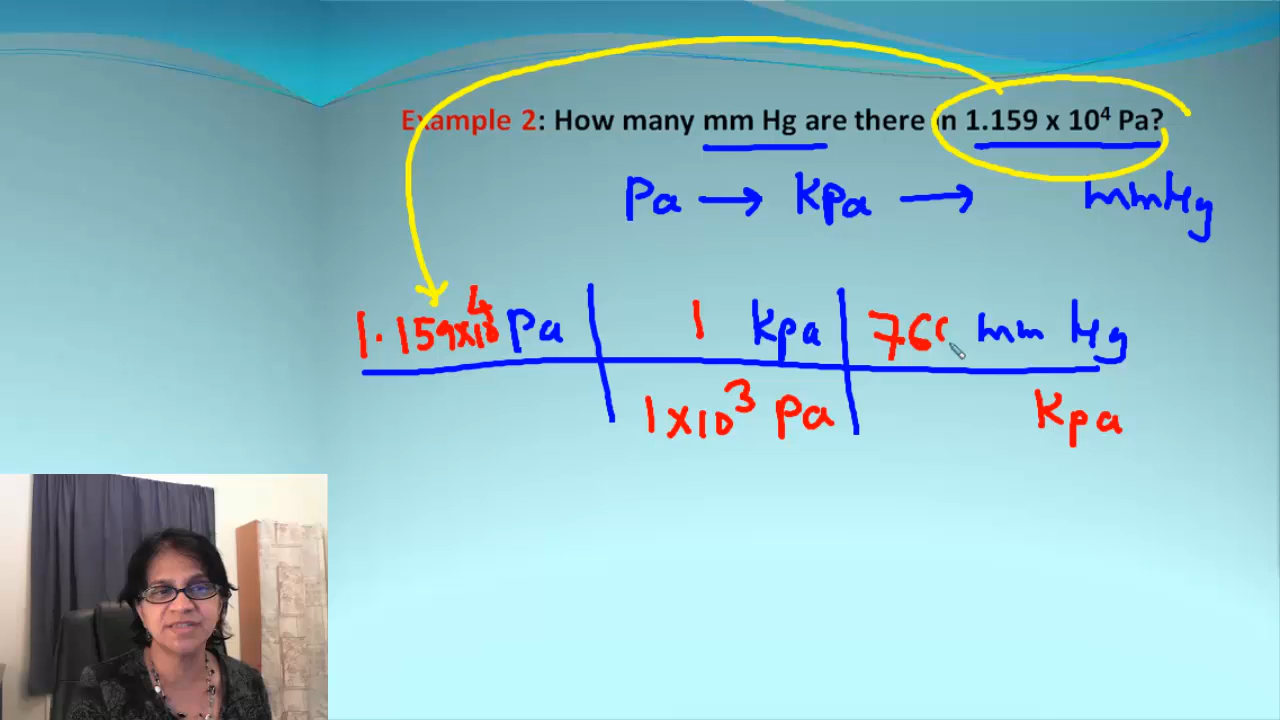 Example 2: How many mm Hg are there in 1.159 x 10⁴ Pa?
Pa → KPa → mmHg
1.159x10⁴ Pa 1 kpa 760 mm Hg
1x10³ pa kpa